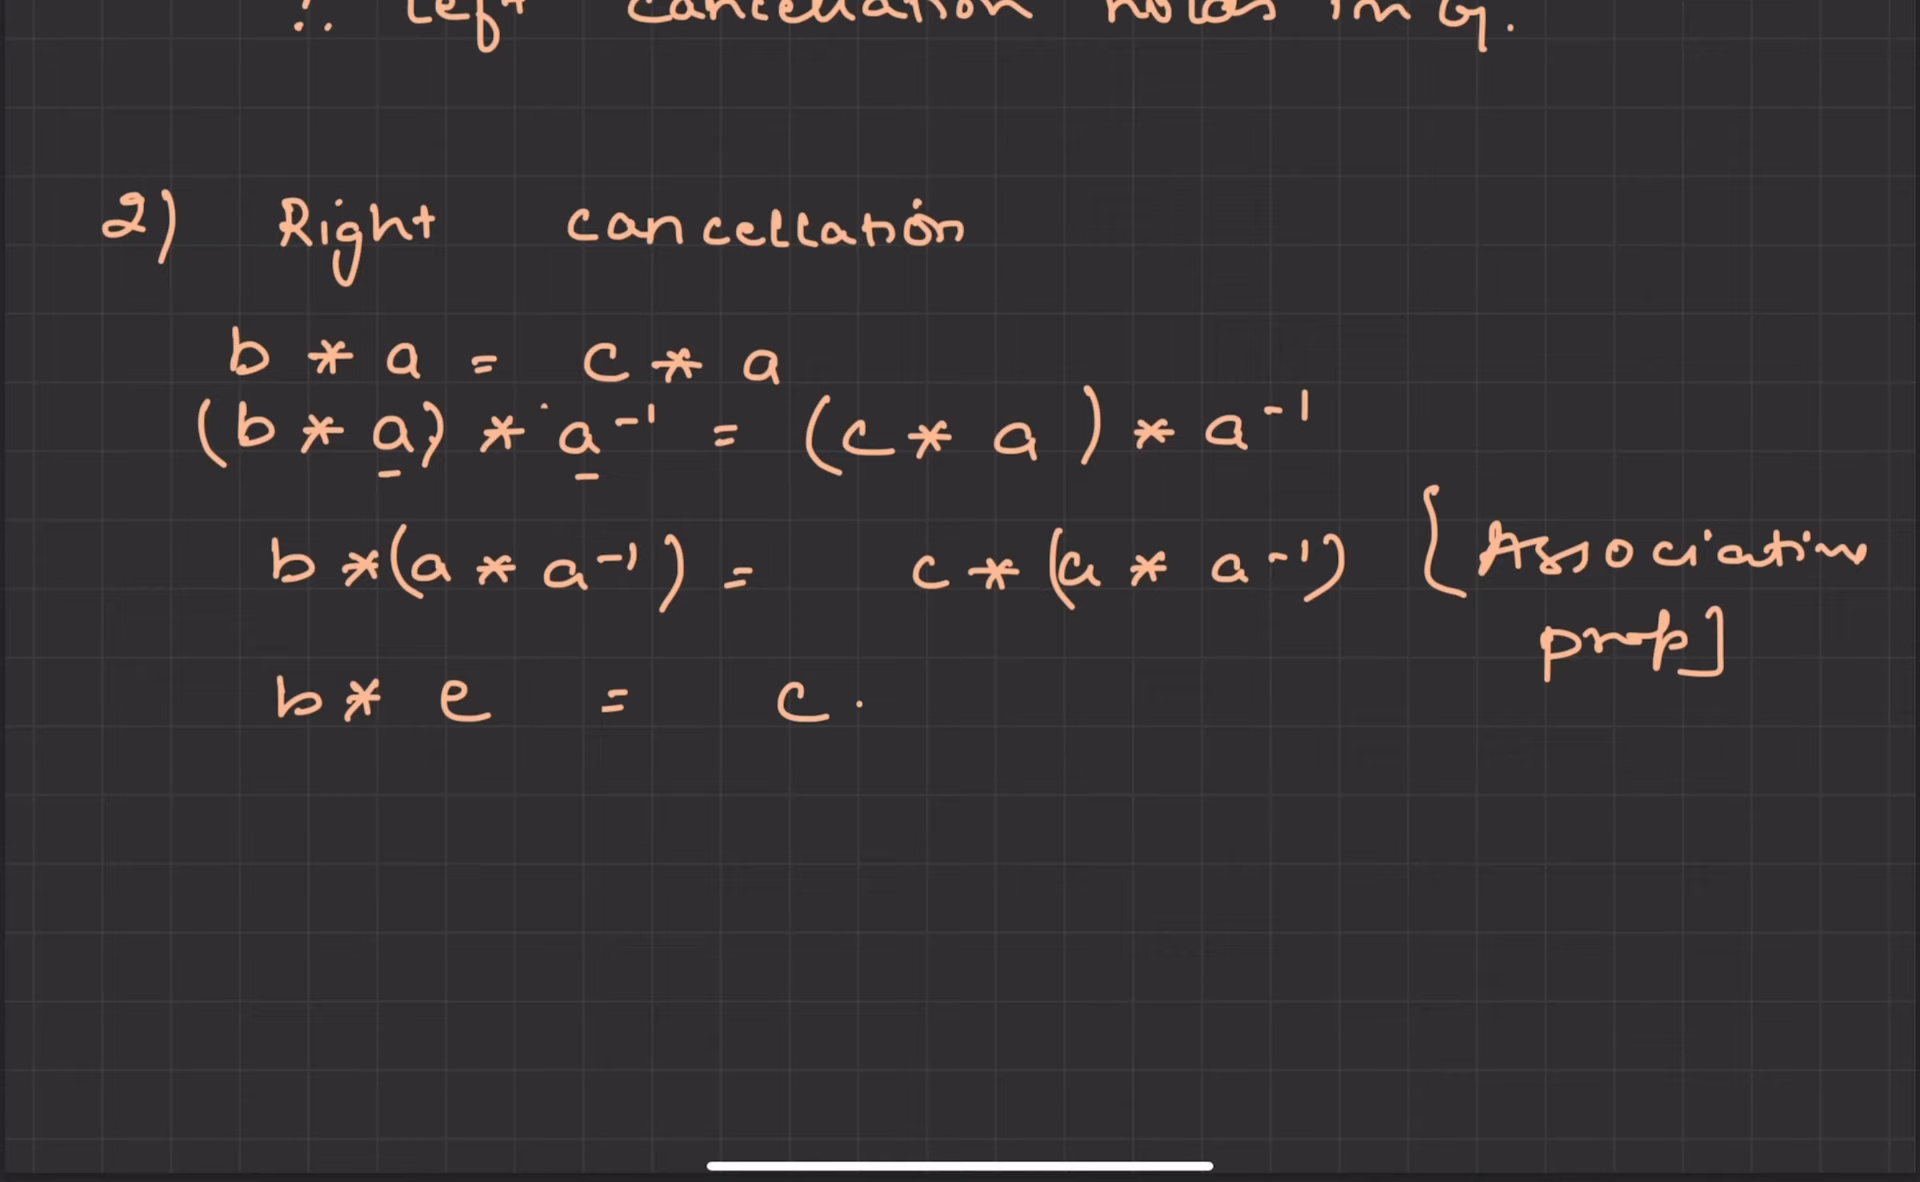 ∴ Left cancellation holds in G.
2) Right cancellation
b * a = c * a
(b * a) * a⁻¹ = (c * a) * a⁻¹
b * (a * a⁻¹) = c * (a * a⁻¹) [Associative
prop]
b * e = c.